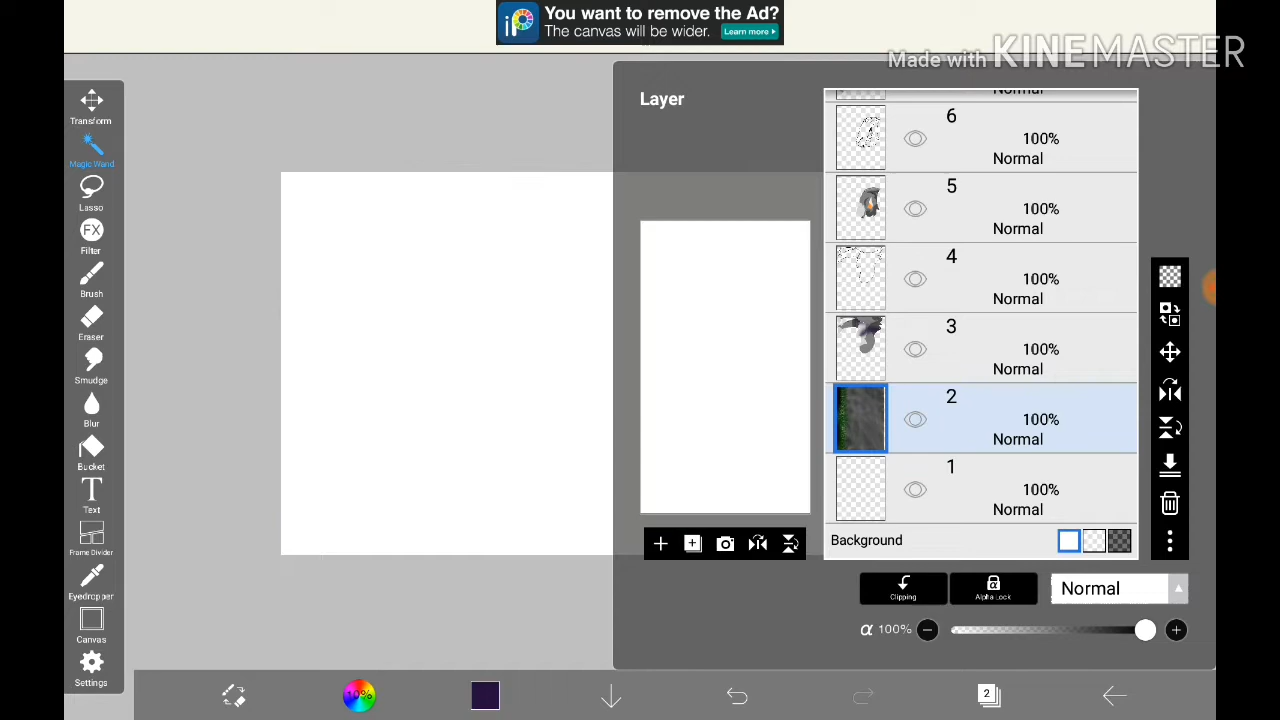 You want to remove the Ad?
The canvas will be wider. Learn more
Made with KINEMASTER
Transform
Magic Wand
Lasso
FX
Filter
Brush
Eraser
Smudge
Blur
Bucket
T
Text
Frame Divider
Eyedropper
Canvas
Settings
Layer
Normal
6
100%
Normal
5
100%
Normal
4
100%
Normal
3
100%
Normal
2
100%
Normal
1
100%
Normal
Background
Clipping
Alpha Lock
Normal
α 100%
10%
2